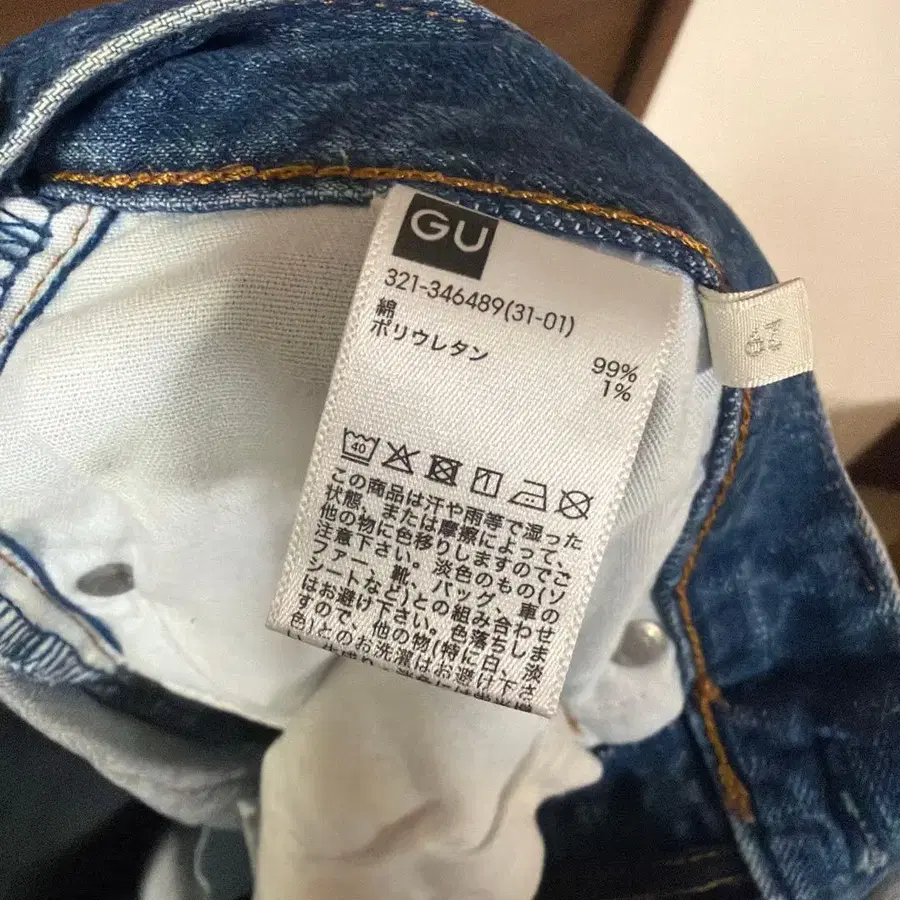 GU
321-346489(31-01)
綿 99%
ポリウレタン 1%
40
この商品は汗や雨等で湿った
状態、または摩擦によって、
他の物に色移りしますのでご
注意下さい。淡色のもの(ソ
ファー、靴、バッグ、車のせ
シートなど)との組み合わし
はお避け下さい。色落ちしま
すので、他の物(特に白、淡
色)とのお洗濯はお避け下さ